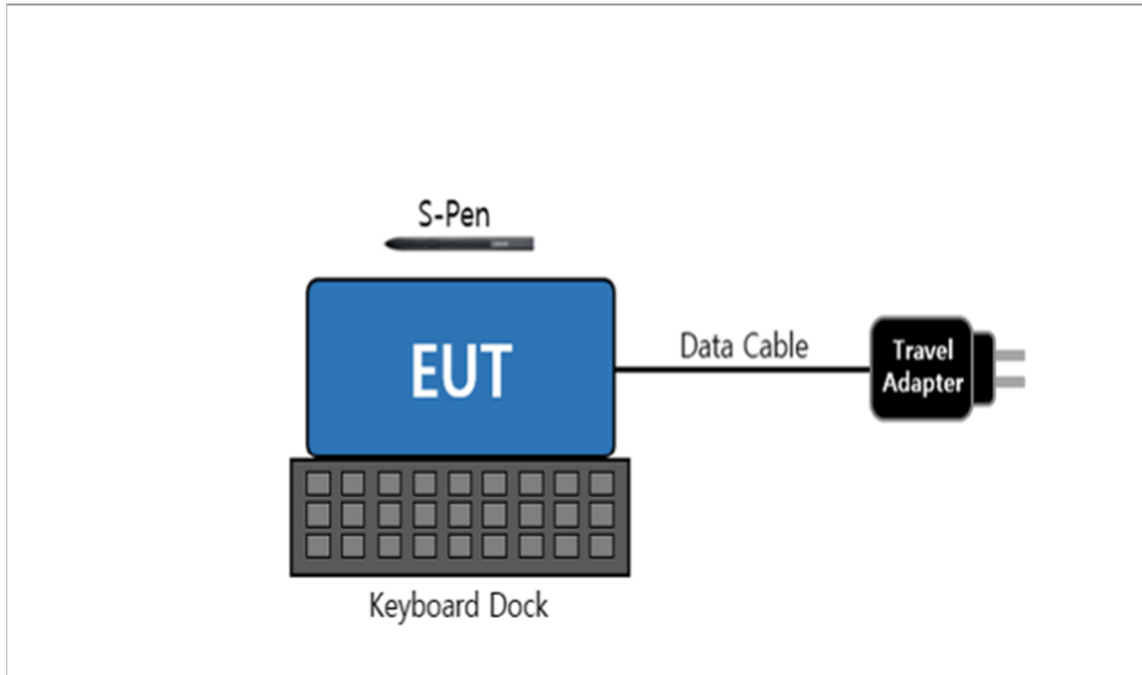 S-Pen
EUT
Data Cable
Travel
Adapter
Keyboard Dock